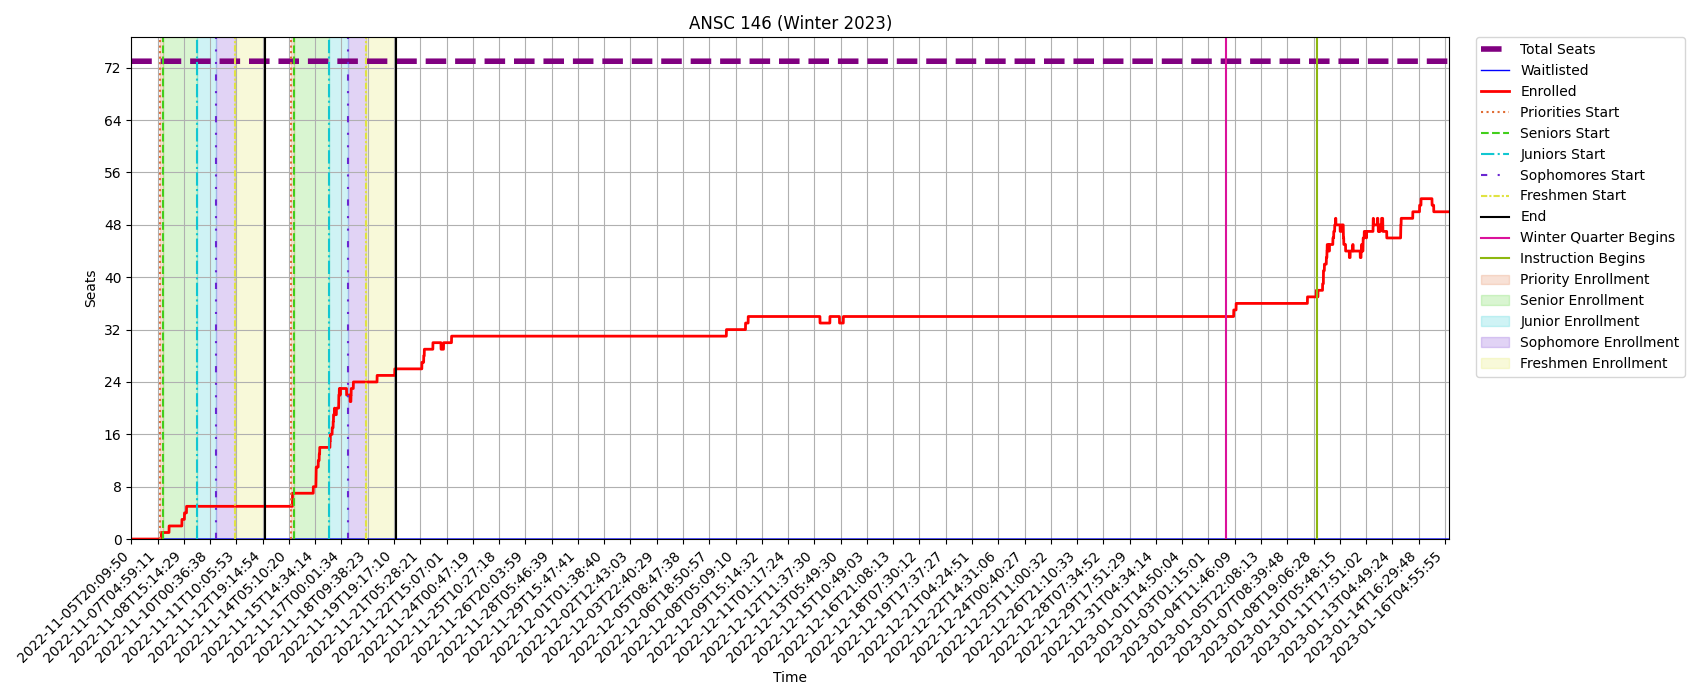 ANSC 146 (Winter 2023)
Seats
72
64
56
48
40
32
24
16
8
0
2022-11-05T20:09:50
2022-11-07T04:59:11
2022-11-08T15:14:29
2022-11-10T00:36:38
2022-11-11T10:05:53
2022-11-12T19:14:54
2022-11-14T05:10:20
2022-11-15T14:34:14
2022-11-17T00:01:34
2022-11-18T09:38:23
2022-11-19T19:17:10
2022-11-21T05:28:21
2022-11-22T15:07:01
2022-11-24T00:47:19
2022-11-25T10:27:18
2022-11-26T20:03:59
2022-11-28T05:46:39
2022-11-29T15:47:41
2022-12-01T01:38:40
2022-12-02T12:43:03
2022-12-03T22:40:29
2022-12-05T08:47:38
2022-12-06T18:50:57
2022-12-08T05:09:10
2022-12-09T15:14:32
2022-12-11T01:17:24
2022-12-12T11:37:30
2022-12-13T05:49:30
2022-12-15T10:49:03
2022-12-16T21:08:13
2022-12-18T07:30:12
2022-12-19T17:37:27
2022-12-21T04:24:51
2022-12-22T14:31:06
2022-12-24T00:40:27
2022-12-25T11:00:32
2022-12-26T21:10:33
2022-12-28T07:34:52
2022-12-29T17:51:29
2022-12-31T04:34:14
2023-01-01T14:50:04
2023-01-03T01:15:01
2023-01-04T11:46:09
2023-01-05T22:08:13
2023-01-07T08:39:48
2023-01-08T19:06:28
2023-01-10T05:48:15
2023-01-11T17:51:02
2023-01-13T04:49:24
2023-01-14T16:29:48
2023-01-16T04:55:55
Time
Total Seats
Waitlisted
Enrolled
Priorities Start
Seniors Start
Juniors Start
Sophomores Start
Freshmen Start
End
Winter Quarter Begins
Instruction Begins
Priority Enrollment
Senior Enrollment
Junior Enrollment
Sophomore Enrollment
Freshmen Enrollment